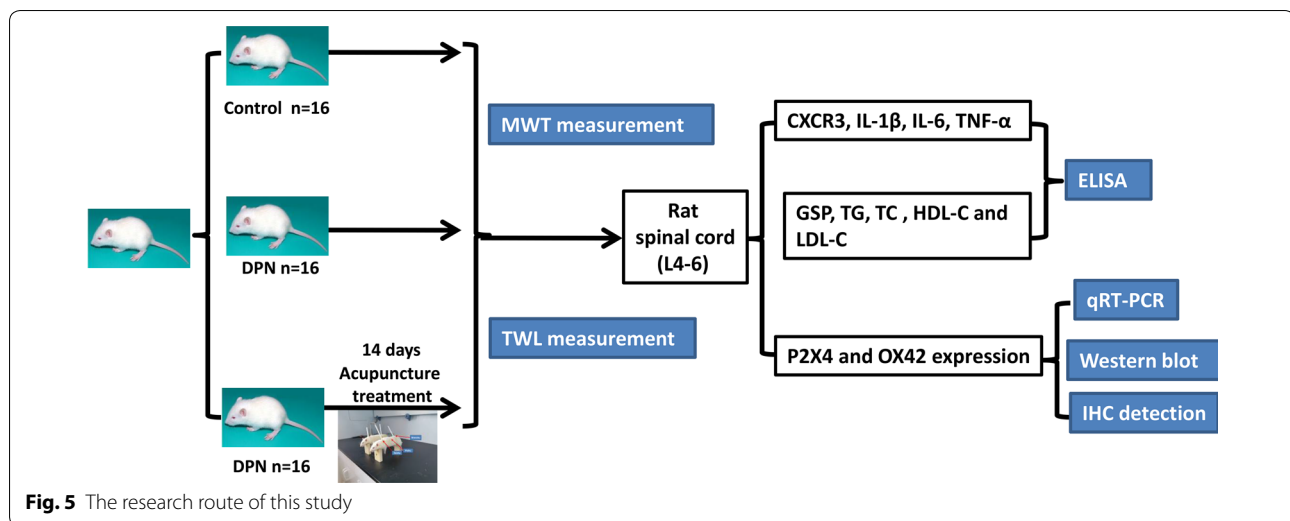 Control n=16
DPN n=16
14 days
Acupuncture
treatment
DPN n=16
MWT measurement
TWL measurement
Rat
spinal cord
(L4-6)
CXCR3, IL-1β, IL-6, TNF-α
GSP, TG, TC , HDL-C and
LDL-C
P2X4 and OX42 expression
ELISA
qRT-PCR
Western blot
IHC detection
Fig. 5 The research route of this study